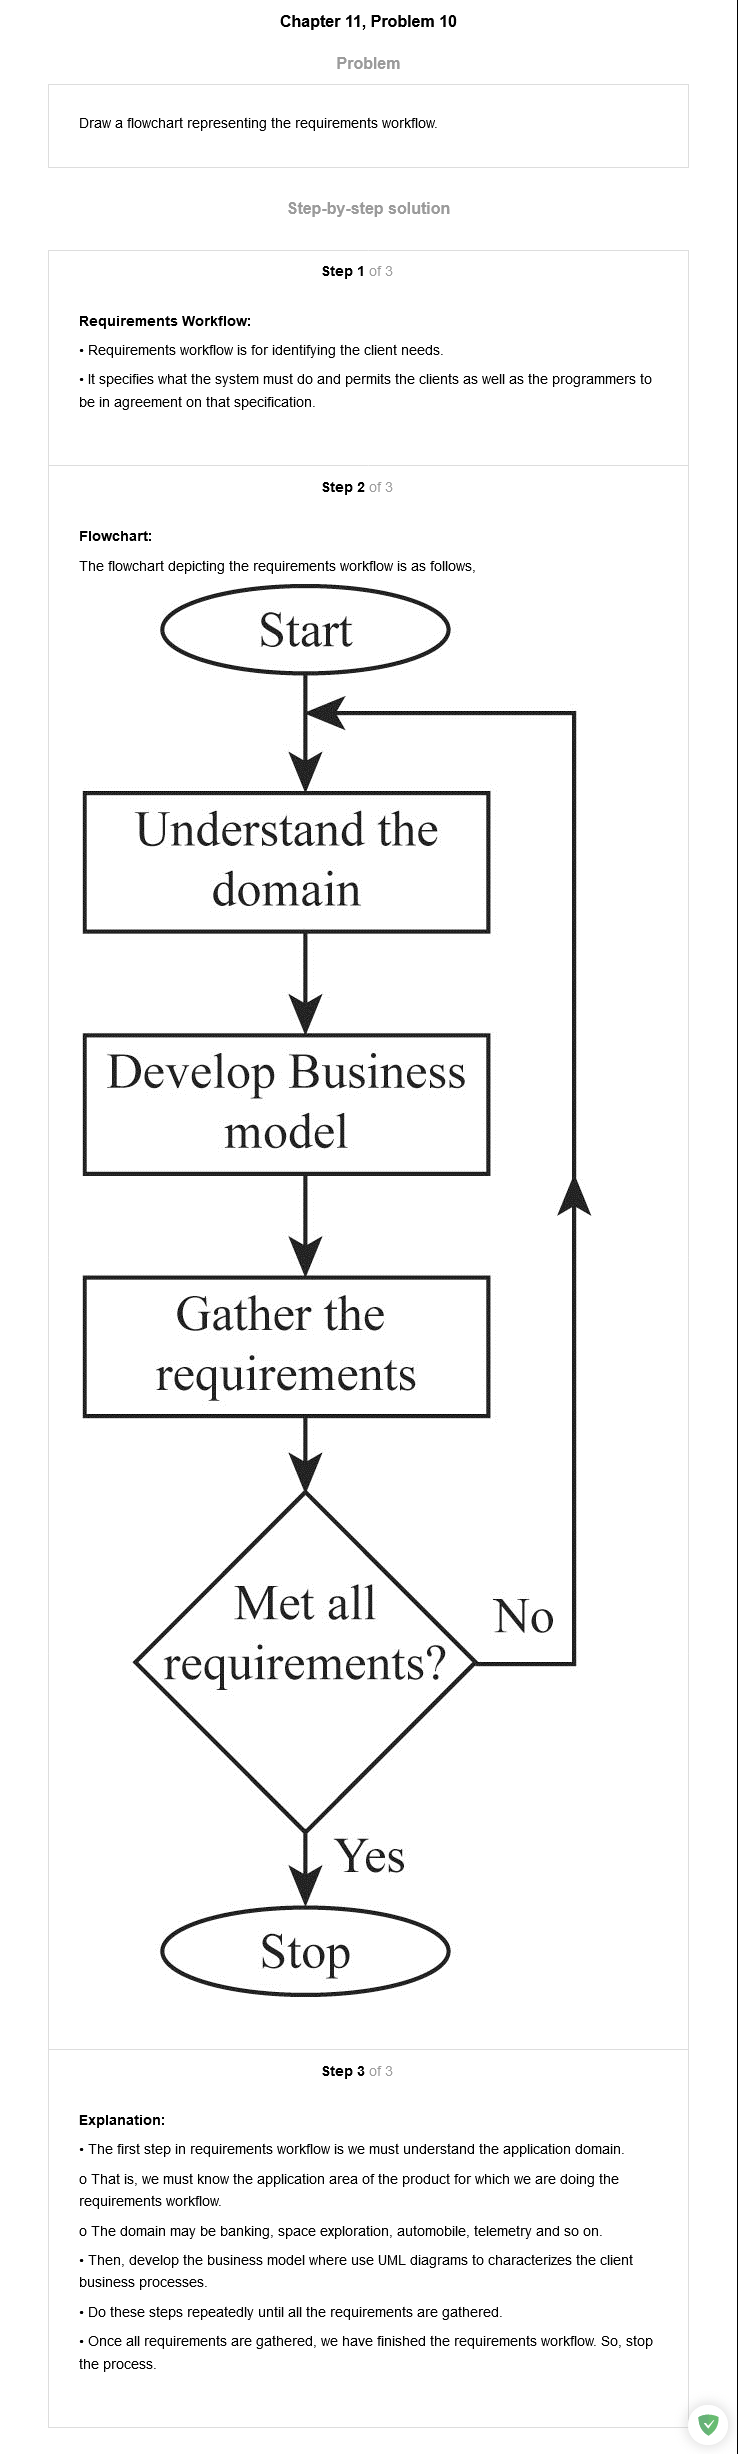 Chapter 11, Problem 10
Problem
Draw a flowchart representing the requirements workflow.
Step-by-step solution
Step 1 of 3
Requirements Workflow:
• Requirements workflow is for identifying the client needs.
• It specifies what the system must do and permits the clients as well as the programmers to
be in agreement on that specification.
Step 2 of 3
Flowchart:
The flowchart depicting the requirements workflow is as follows,
Start
Understand the
domain
Develop Business
model
Gather the
requirements
Met all
requirements?
No
Yes
Stop
Step 3 of 3
Explanation:
• The first step in requirements workflow is we must understand the application domain.
o That is, we must know the application area of the product for which we are doing the
requirements workflow.
o The domain may be banking, space exploration, automobile, telemetry and so on.
• Then, develop the business model where use UML diagrams to characterizes the client
business processes.
• Do these steps repeatedly until all the requirements are gathered.
• Once all requirements are gathered, we have finished the requirements workflow. So, stop
the process.